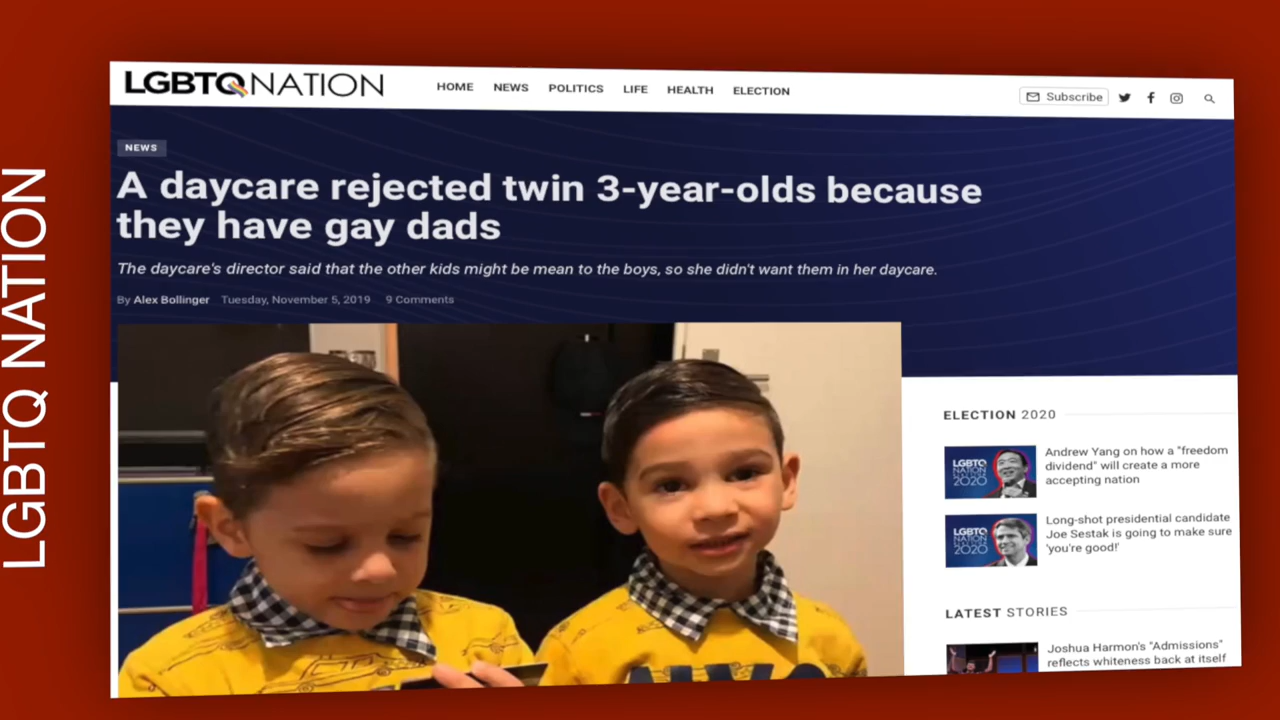 LGBTQ NATION
LGBTQ NATION
HOME NEWS POLITICS LIFE HEALTH ELECTION
Subscribe
NEWS
A daycare rejected twin 3-year-olds because
they have gay dads
The daycare's director said that the other kids might be mean to the boys, so she didn't want them in her daycare.
By Alex Bollinger Tuesday, November 5, 2019 9 Comments
ELECTION 2020
LGBTQ
NATION
2020
Andrew Yang on how a "freedom
dividend" will create a more
accepting nation
LGBTQ
NATION
2020
Long-shot presidential candidate
Joe Sestak is going to make sure
'you're good!'
LATEST STORIES
Joshua Harmon's "Admissions"
reflects whiteness back at itself